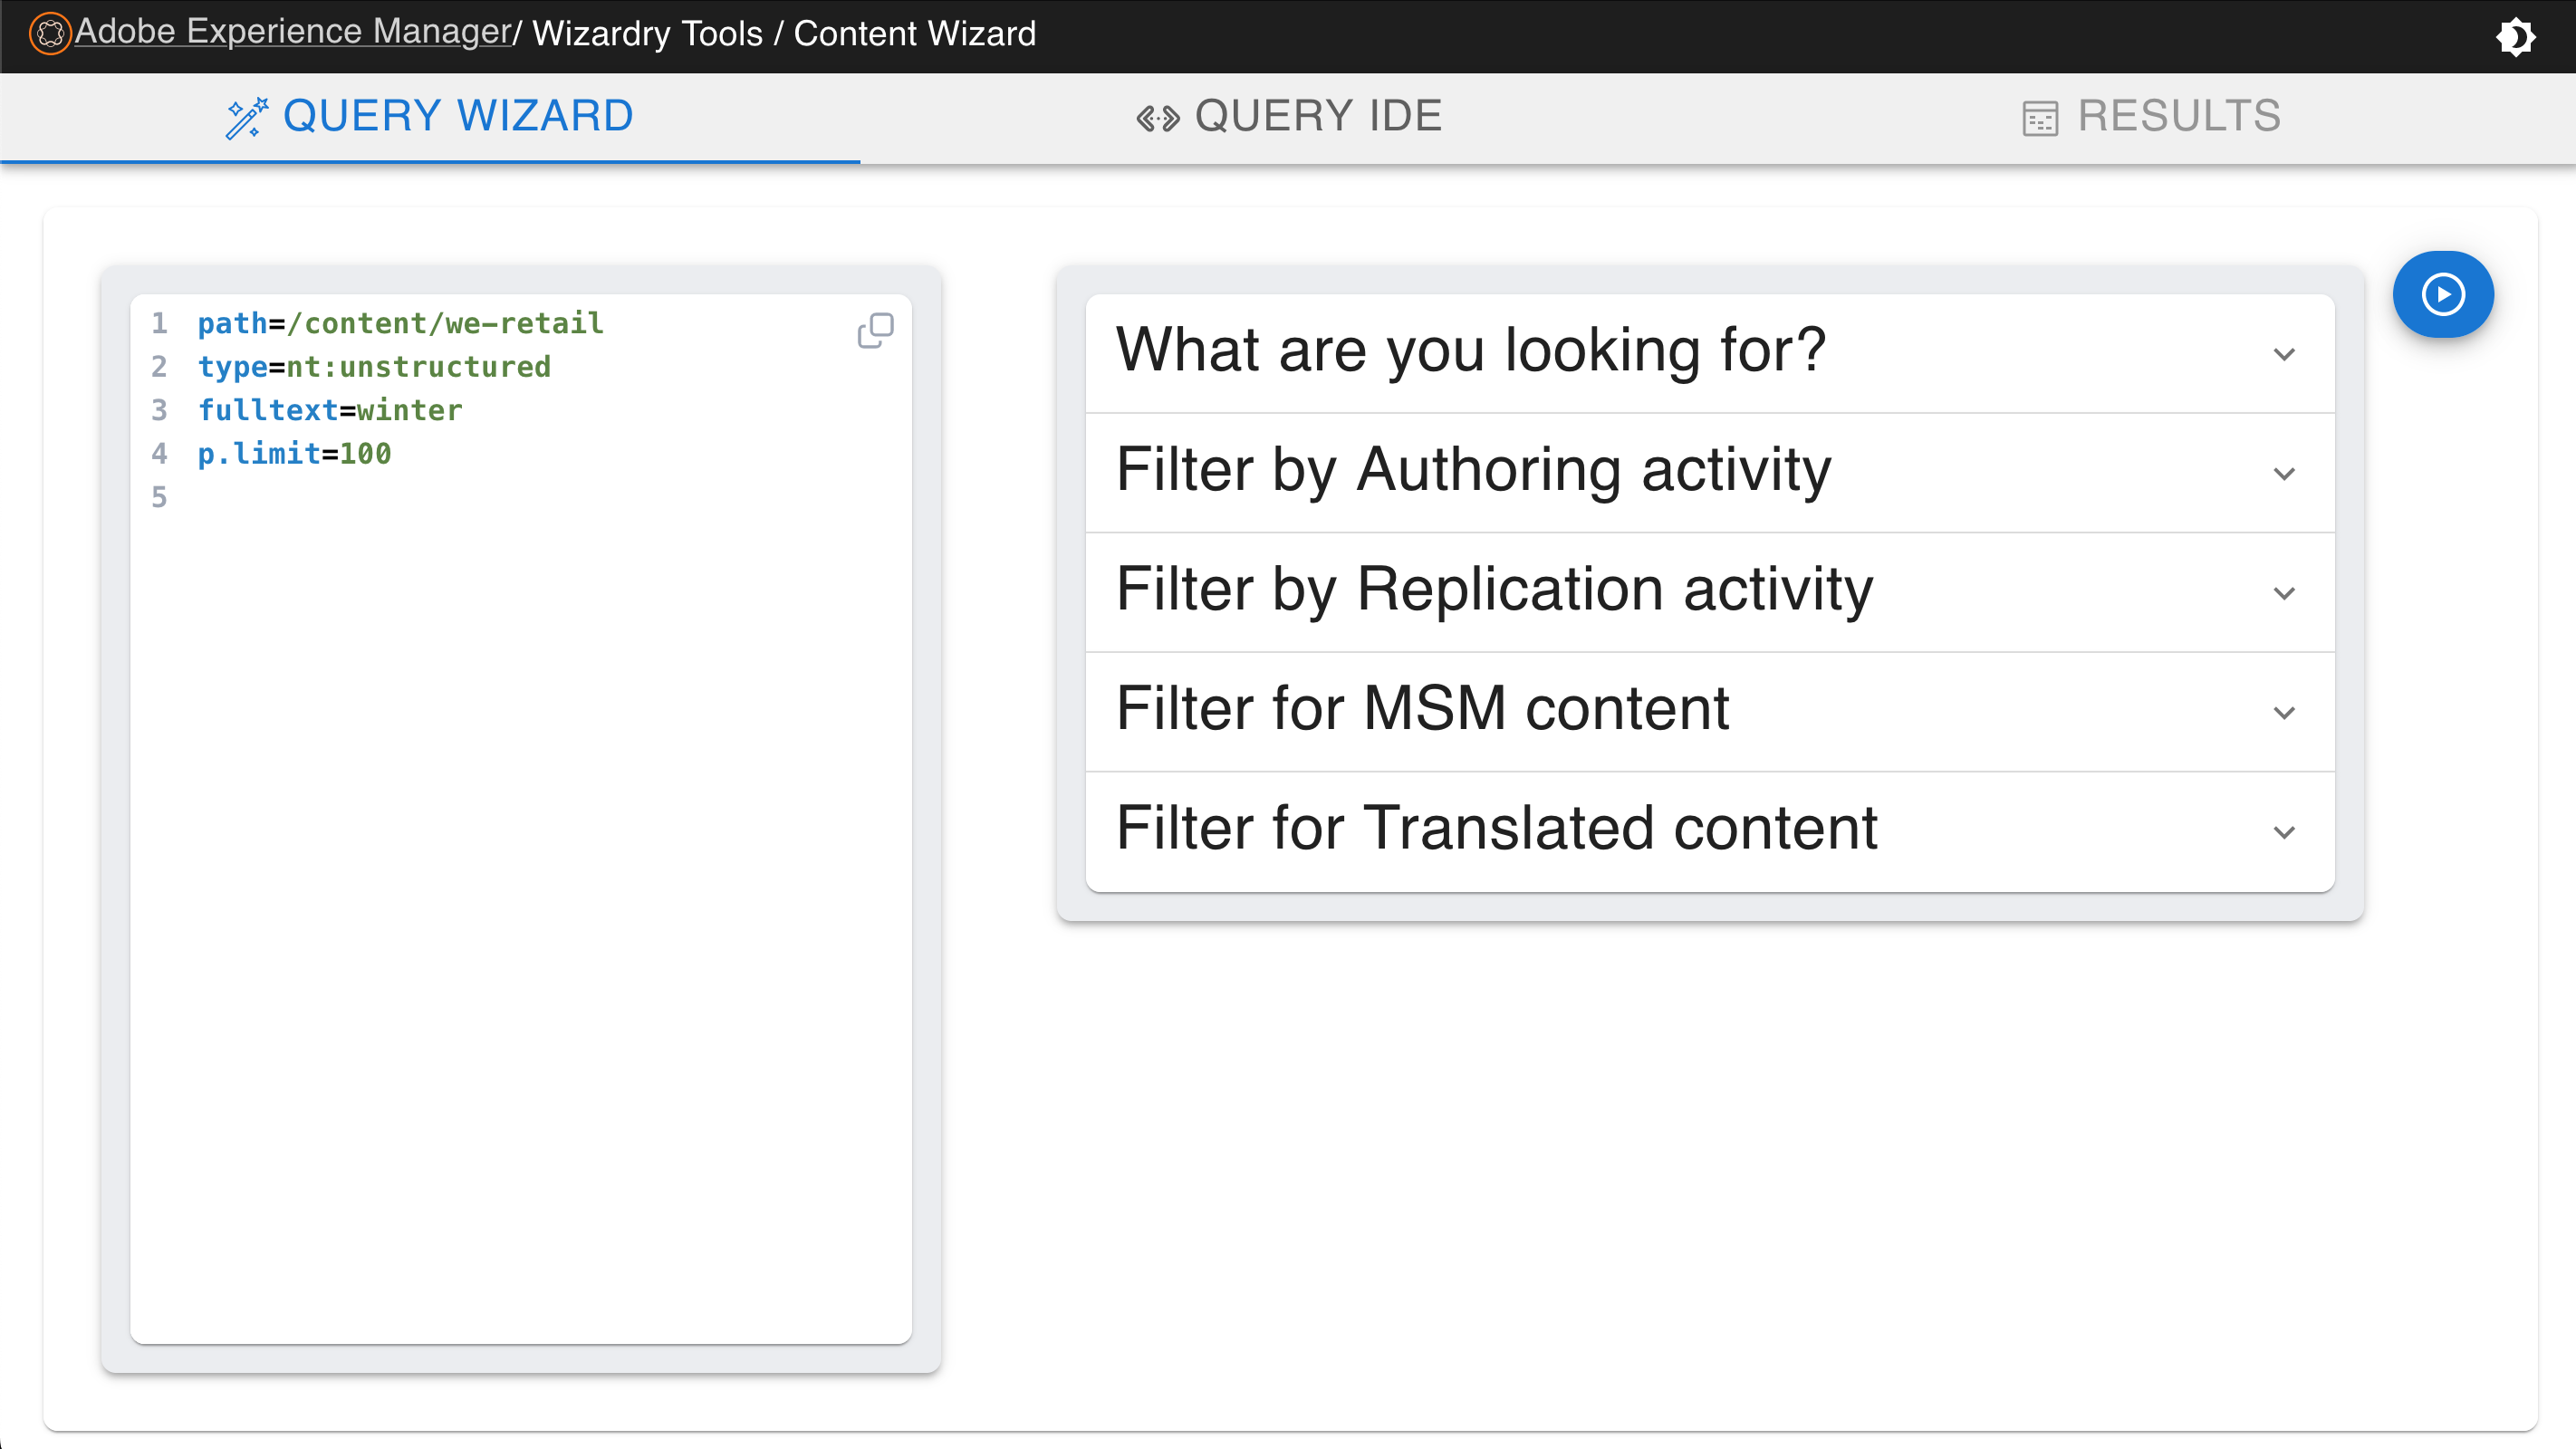 Adobe Experience Manager/ Wizardry Tools / Content Wizard
QUERY WIZARD
QUERY IDE
RESULTS
1 path=/content/we-retail
2 type=nt:unstructured
3 fulltext=winter
4 p.limit=100
5
What are you looking for?
Filter by Authoring activity
Filter by Replication activity
Filter for MSM content
Filter for Translated content